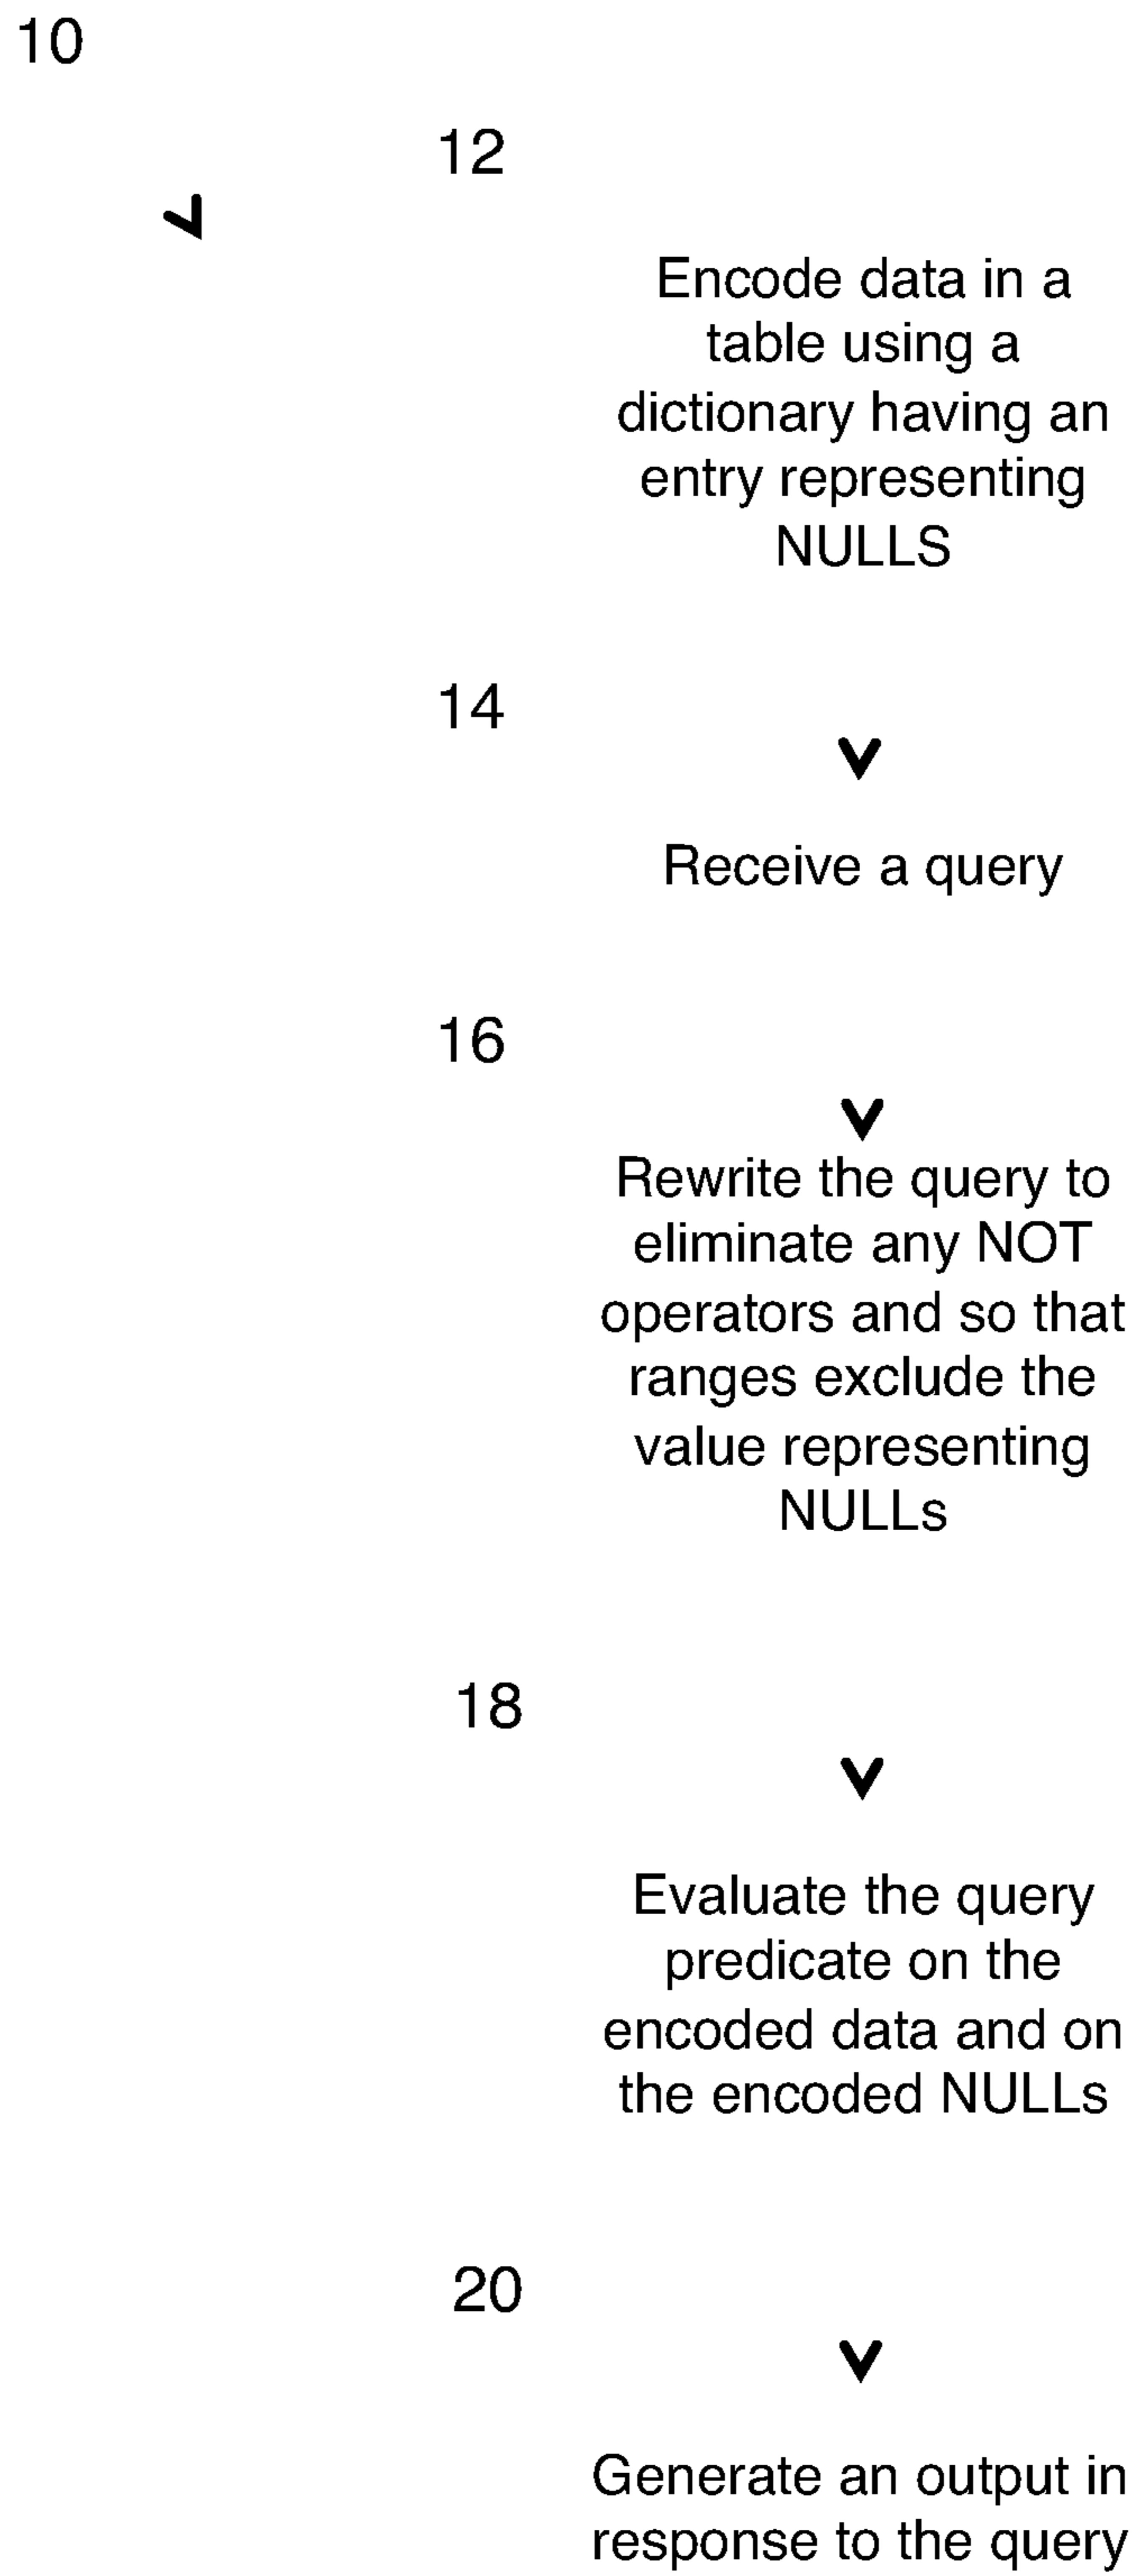 10
12
Encode data in a
table using a
dictionary having an
entry representing
NULLS
14
Receive a query
16
Rewrite the query to
eliminate any NOT
operators and so that
ranges exclude the
value representing
NULLs
18
Evaluate the query
predicate on the
encoded data and on
the encoded NULLs
20
Generate an output in
response to the query